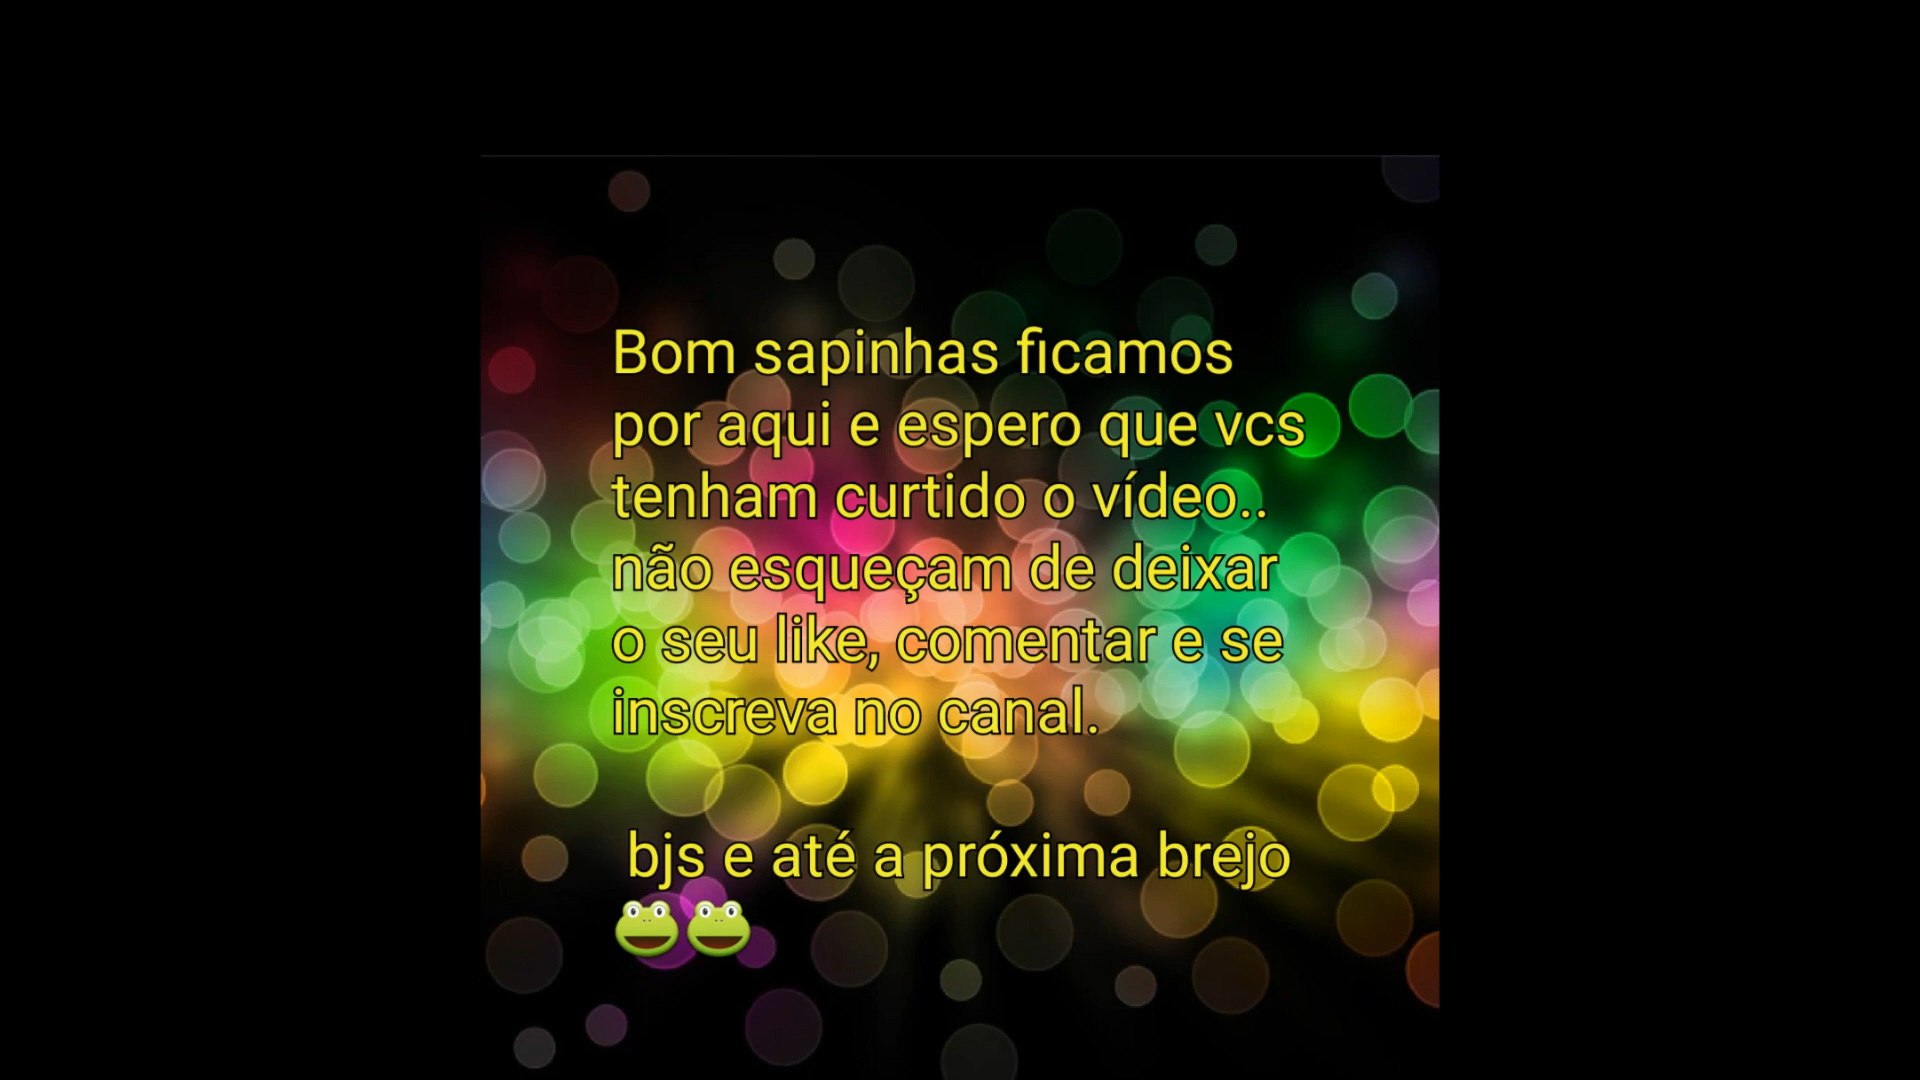 Bom sapinhas ficamos
por aqui e espero que vcs
tenham curtido o vídeo..
não esqueçam de deixar
o seu like, comentar e se
inscreva no canal.
bjs e até a próxima brejo
🐸🐸